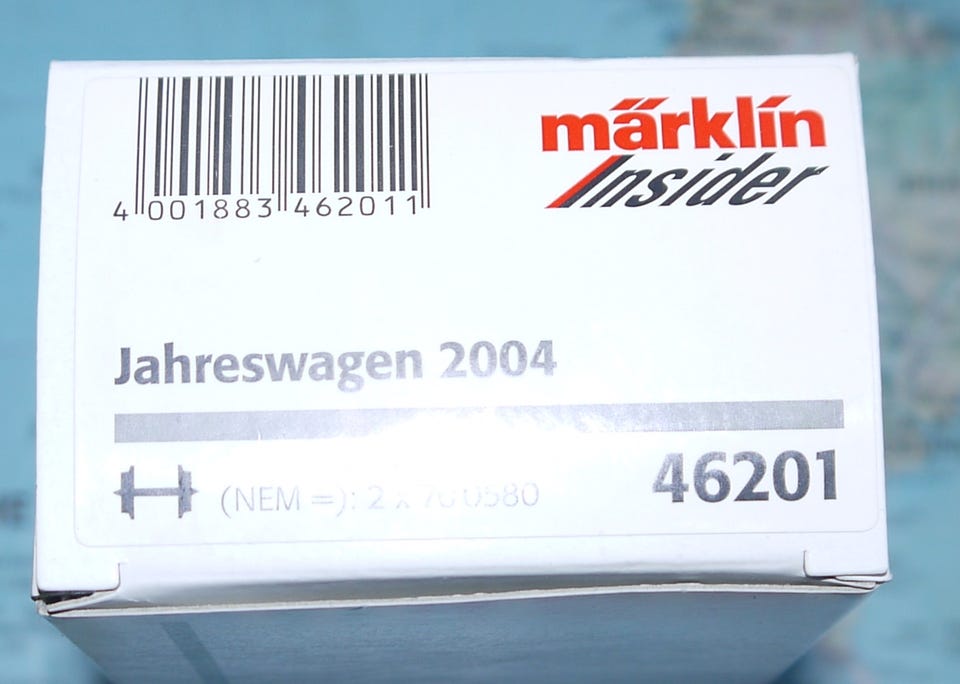 märklin
Insider
4 001883 462011
Jahreswagen 2004
(NEM =): 2 x 700580
46201